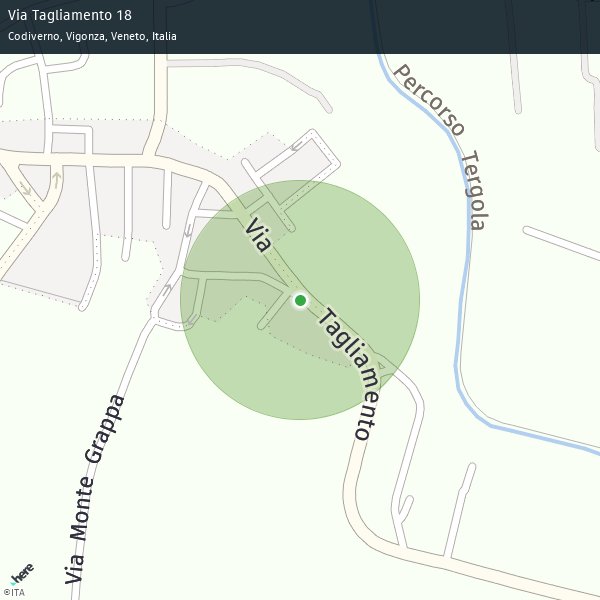 Via Tagliamento 18
Codiverno, Vigonza, Veneto, Italia
Percorso Tergola
Via Tagliamento
Via Monte Grappa
here
©ITA